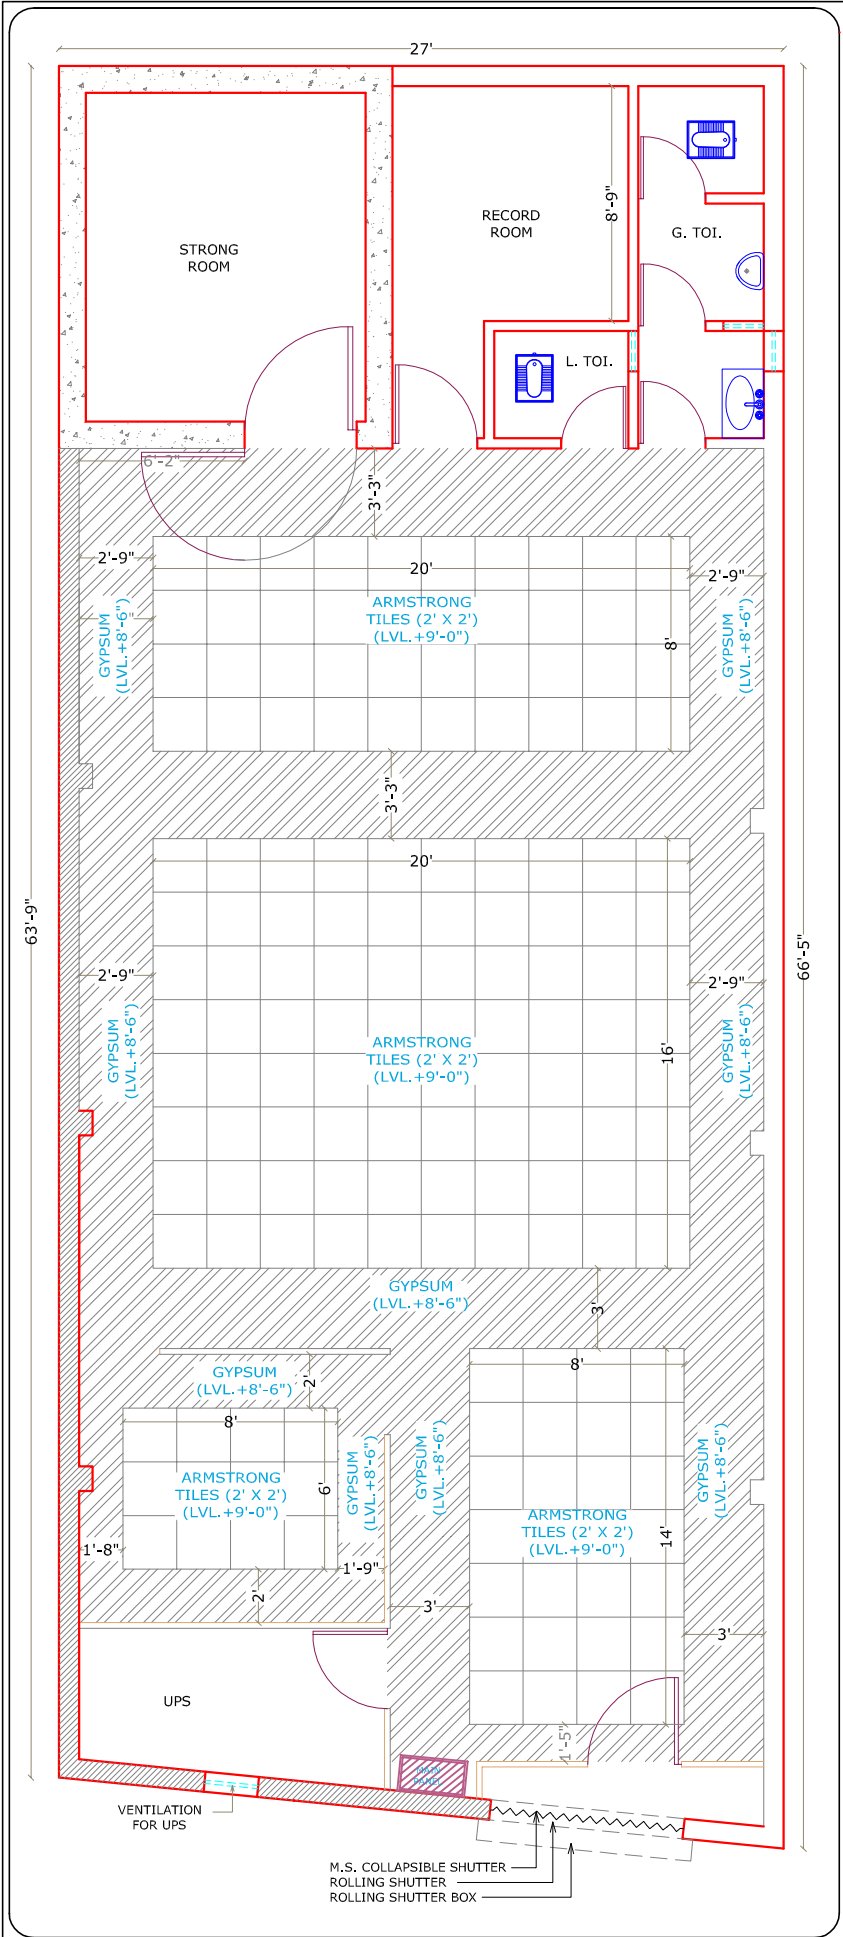 27'
STRONG
ROOM
RECORD
ROOM
8'-9"
G. TOI.
L. TOI.
6'-2"
3'-3"
2'-9"
20'
2'-9"
ARMSTRONG
TILES (2' X 2')
(LVL.+9'-0")
8'
GYPSUM
(LVL.+8'-6")
GYPSUM
(LVL.+8'-6")
3'-3"
20'
63'-9"
66'-5"
2'-9"
2'-9"
GYPSUM
(LVL.+8'-6")
ARMSTRONG
TILES (2' X 2')
(LVL.+9'-0")
16'
GYPSUM
(LVL.+8'-6")
GYPSUM
(LVL.+8'-6")
3'
GYPSUM
(LVL.+8'-6")
2'
8'
8'
ARMSTRONG
TILES (2' X 2')
(LVL.+9'-0")
6'
GYPSUM
(LVL.+8'-6")
GYPSUM
(LVL.+8'-6")
GYPSUM
(LVL.+8'-6")
ARMSTRONG
TILES (2' X 2')
(LVL.+9'-0")
14'
1'-8"
1'-9"
2'
3'
3'
UPS
1'-5"
MAIN
PANEL
VENTILATION
FOR UPS
M.S. COLLAPSIBLE SHUTTER
ROLLING SHUTTER
ROLLING SHUTTER BOX